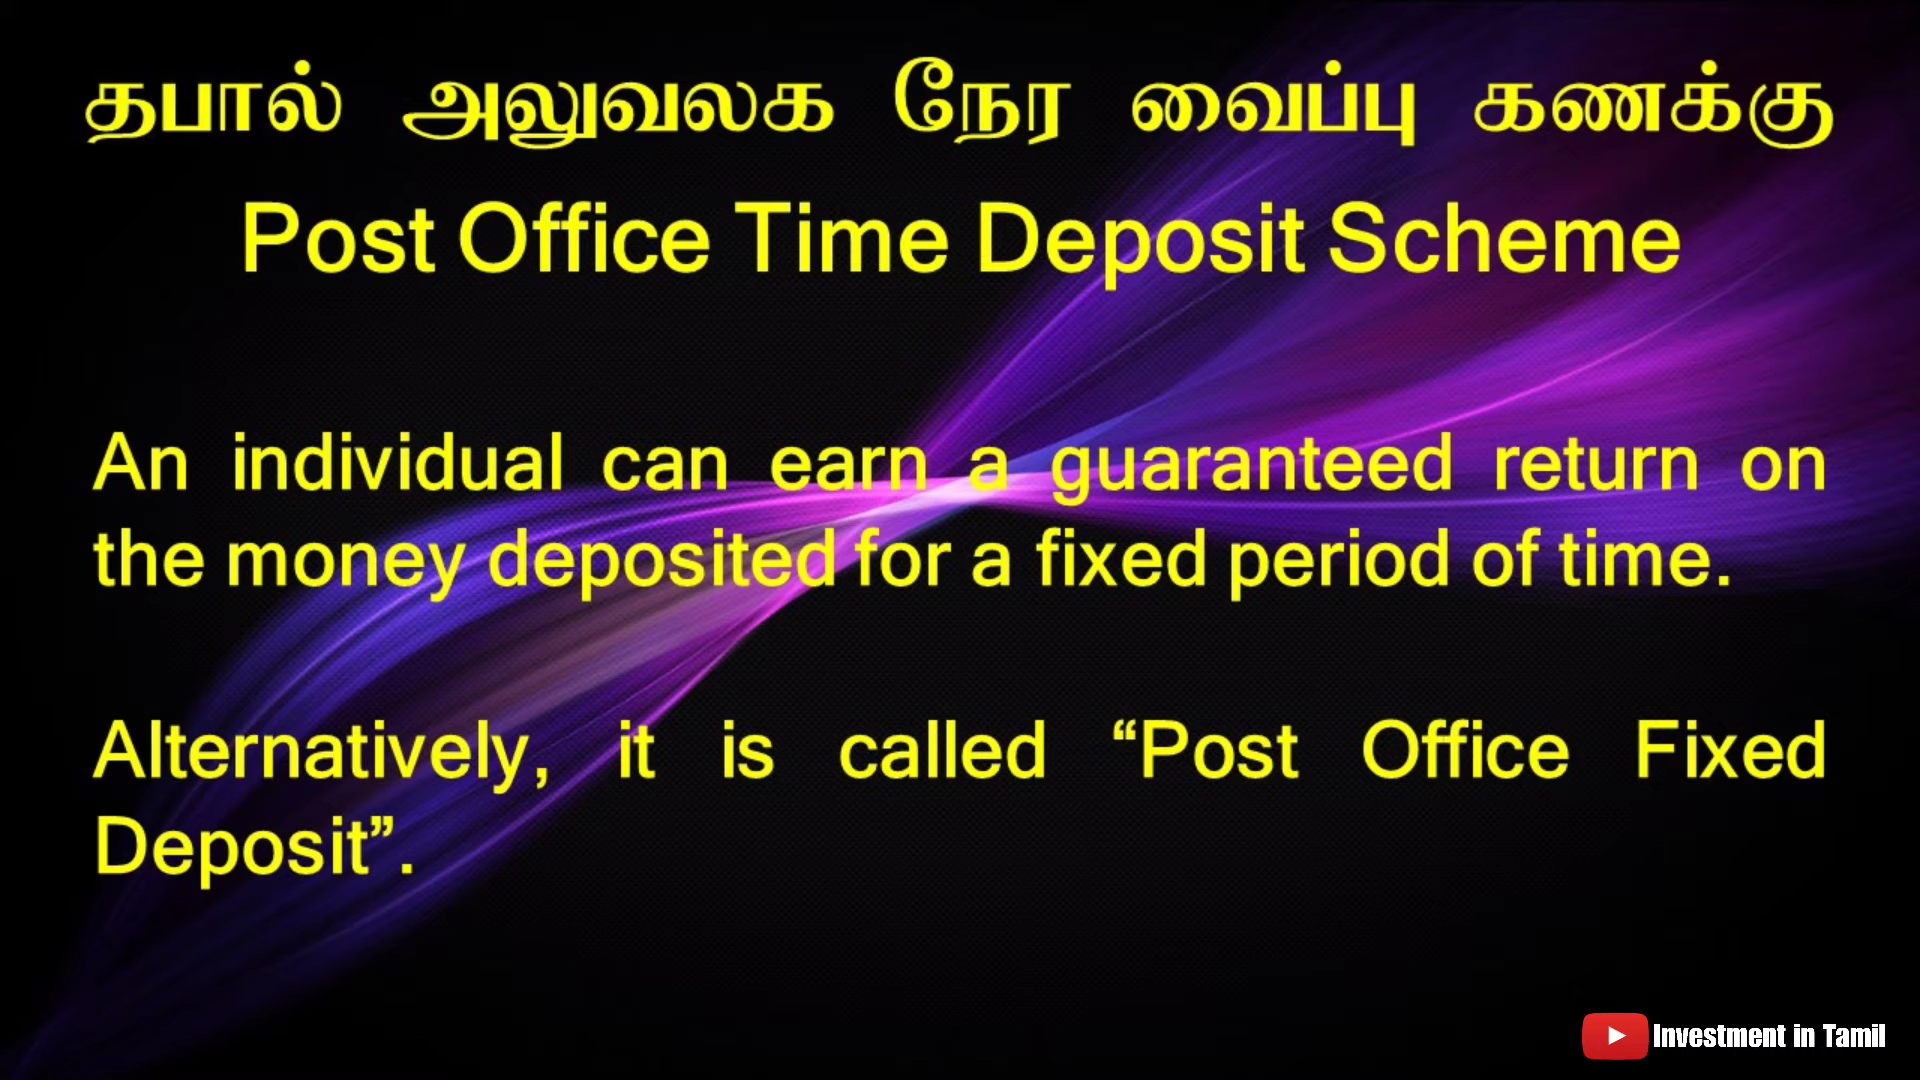 தபால் அலுவலக நேர வைப்பு கணக்கு
Post Office Time Deposit Scheme
An individual can earn a guaranteed return on
the money deposited for a fixed period of time.
Alternatively, it is called “Post Office Fixed
Deposit”.
Investment in Tamil